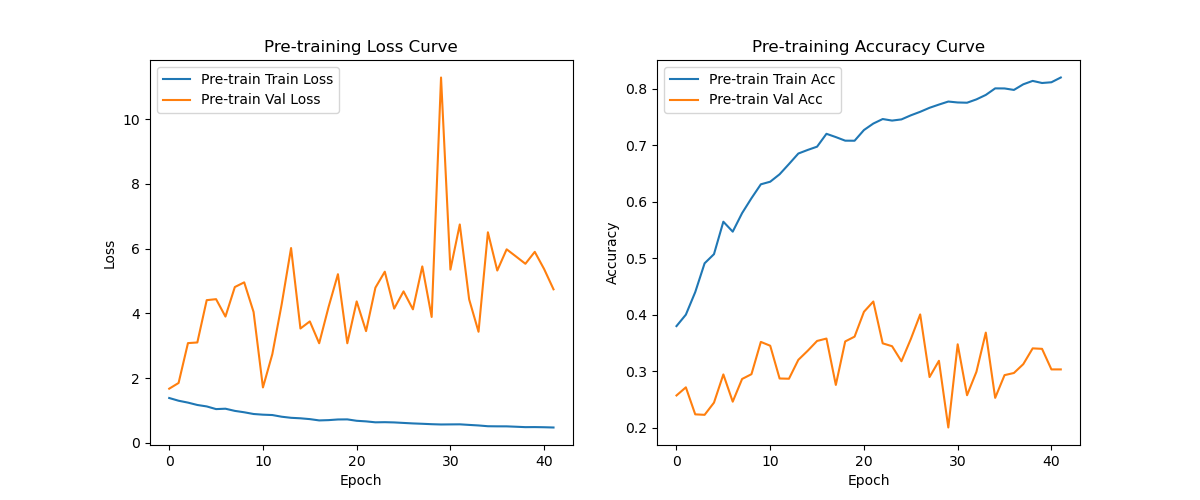 Pre-training Loss Curve
Pre-train Train Loss
Pre-train Val Loss
Loss
10
8
6
4
2
0
0 10 20 30 40
Epoch
Pre-training Accuracy Curve
Pre-train Train Acc
Pre-train Val Acc
Accuracy
0.8
0.7
0.6
0.5
0.4
0.3
0.2
0 10 20 30 40
Epoch